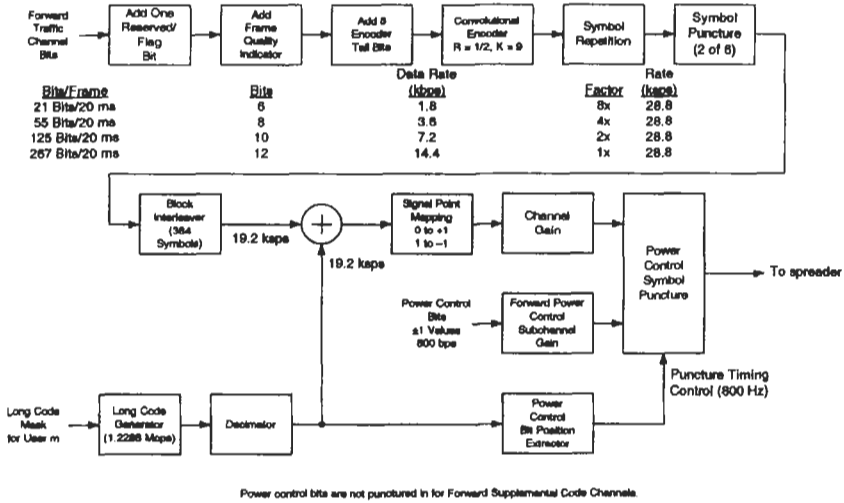 Forward
Traffic
Channel
Bits
Add One
Reserved/
Flag
Bit
Add
Frame
Quality
Indicator
Add 8
Encoder
Tail Bits
Convolutional
Encoder
R = 1/2, K = 9
Symbol
Repetition
Symbol
Puncture
(2 of 6)
Bits/Frame
21 Bits/20 ms
55 Bits/20 ms
125 Bits/20 ms
267 Bits/20 ms
Bits
6
8
10
12
Data Rate
(kbps)
1.8
3.6
7.2
14.4
Factor
8x
4x
2x
1x
Rate
(ksps)
28.8
28.8
28.8
28.8
Block
Interleaver
(384
Symbols)
19.2 ksps
+
19.2 ksps
Signal Point
Mapping
0 to +1
1 to –1
Channel
Gain
Power
Control
Symbol
Puncture
To spreader
Power Control
Bits
±1 Values
800 bps
Forward Power
Control
Subchannel
Gain
Puncture Timing
Control (800 Hz)
Long Code
Mask
for User m
Long Code
Generator
(1.2288 Mcps)
Decimator
Power
Control
Bit Position
Extractor
Power control bits are not punctured in for Forward Supplemental Code Channels.